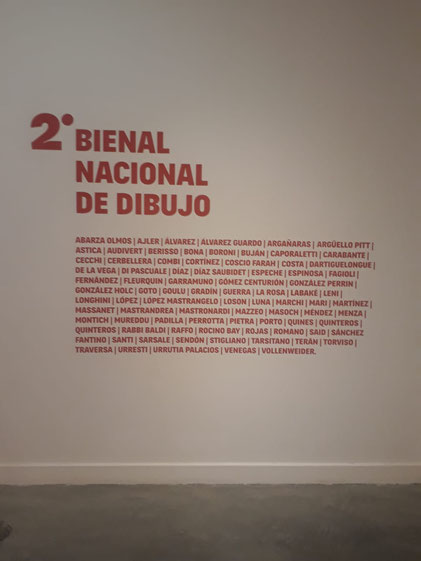 2°
BIENAL
NACIONAL
DE DIBUJO
ABARZA OLMOS | AJLER | ÁLVAREZ | ÁLVAREZ GUARDO | ARGAÑARAS | ARGÜELLO PITT |
ASTICA | AUDIVERT | BERISSO | BONA | BORONI | BUJAN | CAPORALETTI | CARABANTE |
CECCHI | CERBELLERA | COMBI | CORTÍNEZ | COSCIO FARAH | COSTA | DARTIGUELONGUE |
DE LA VEGA | DI PASCUALE | DÍAZ | DÍAZ SAUBIDET | ESPECHE | ESPINOSA | FAGIOLI |
FERNÁNDEZ | FLEURQUIN | GARRAMUNO | GÓMEZ CENTURIÓN | GONZÁLEZ PERRIN |
GONZÁLEZ MOLC | GOTO | GOULU | GRADÍN | GUERRA | LA ROSA | LABAKÉ | LENI |
LONGHINI | LÓPEZ | LÓPEZ MASTRANGELO | LOSON | LUNA | MARCHI | MARI | MARTÍNEZ |
MASSANET | MASTRANDREA | MASTRONARDI | MAZZEO | MASOCH | MÉNDEZ | MENZA |
MONTICH | MUREDDU | PADILLA | PERROTTA | PIETRA | PORTO | QUINES | QUINTEROS |
QUINTEROS | RABBI BALDI | RAFFO | ROCINO BAY | ROJAS | ROMANO | SAID | SÁNCHEZ
FANTINO | SANTI | SARSALE | SENDÓN | STIGLIANO | TARSITANO | TERÁN | TORVISO |
TRAVERSA | URRESTI | URRUTIA PALACIOS | VENEGAS | VOLLENWEIDER.